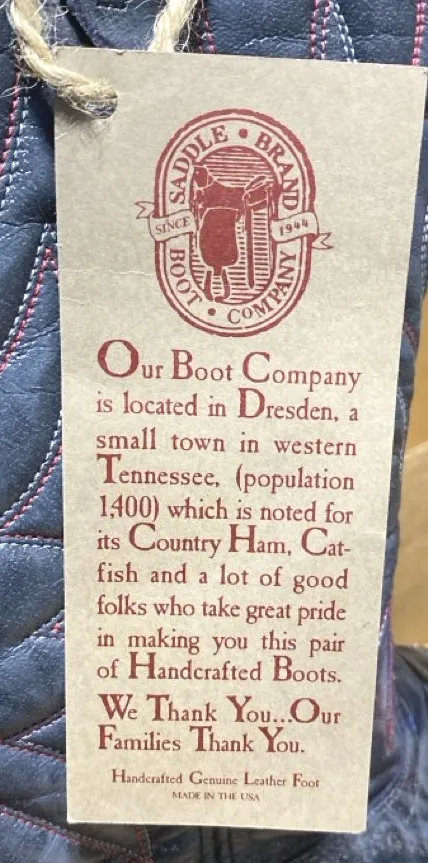 SADDLE • BRAND
SINCE 1944
BOOT • COMPANY
Our Boot Company
is located in Dresden, a
small town in western
Tennessee, (population
1,400) which is noted for
its Country Ham, Cat-
fish and a lot of good
folks who take great pride
in making you this pair
of Handcrafted Boots.
We Thank You...Our
Families Thank You.
Handcrafted Genuine Leather Foot
MADE IN THE USA